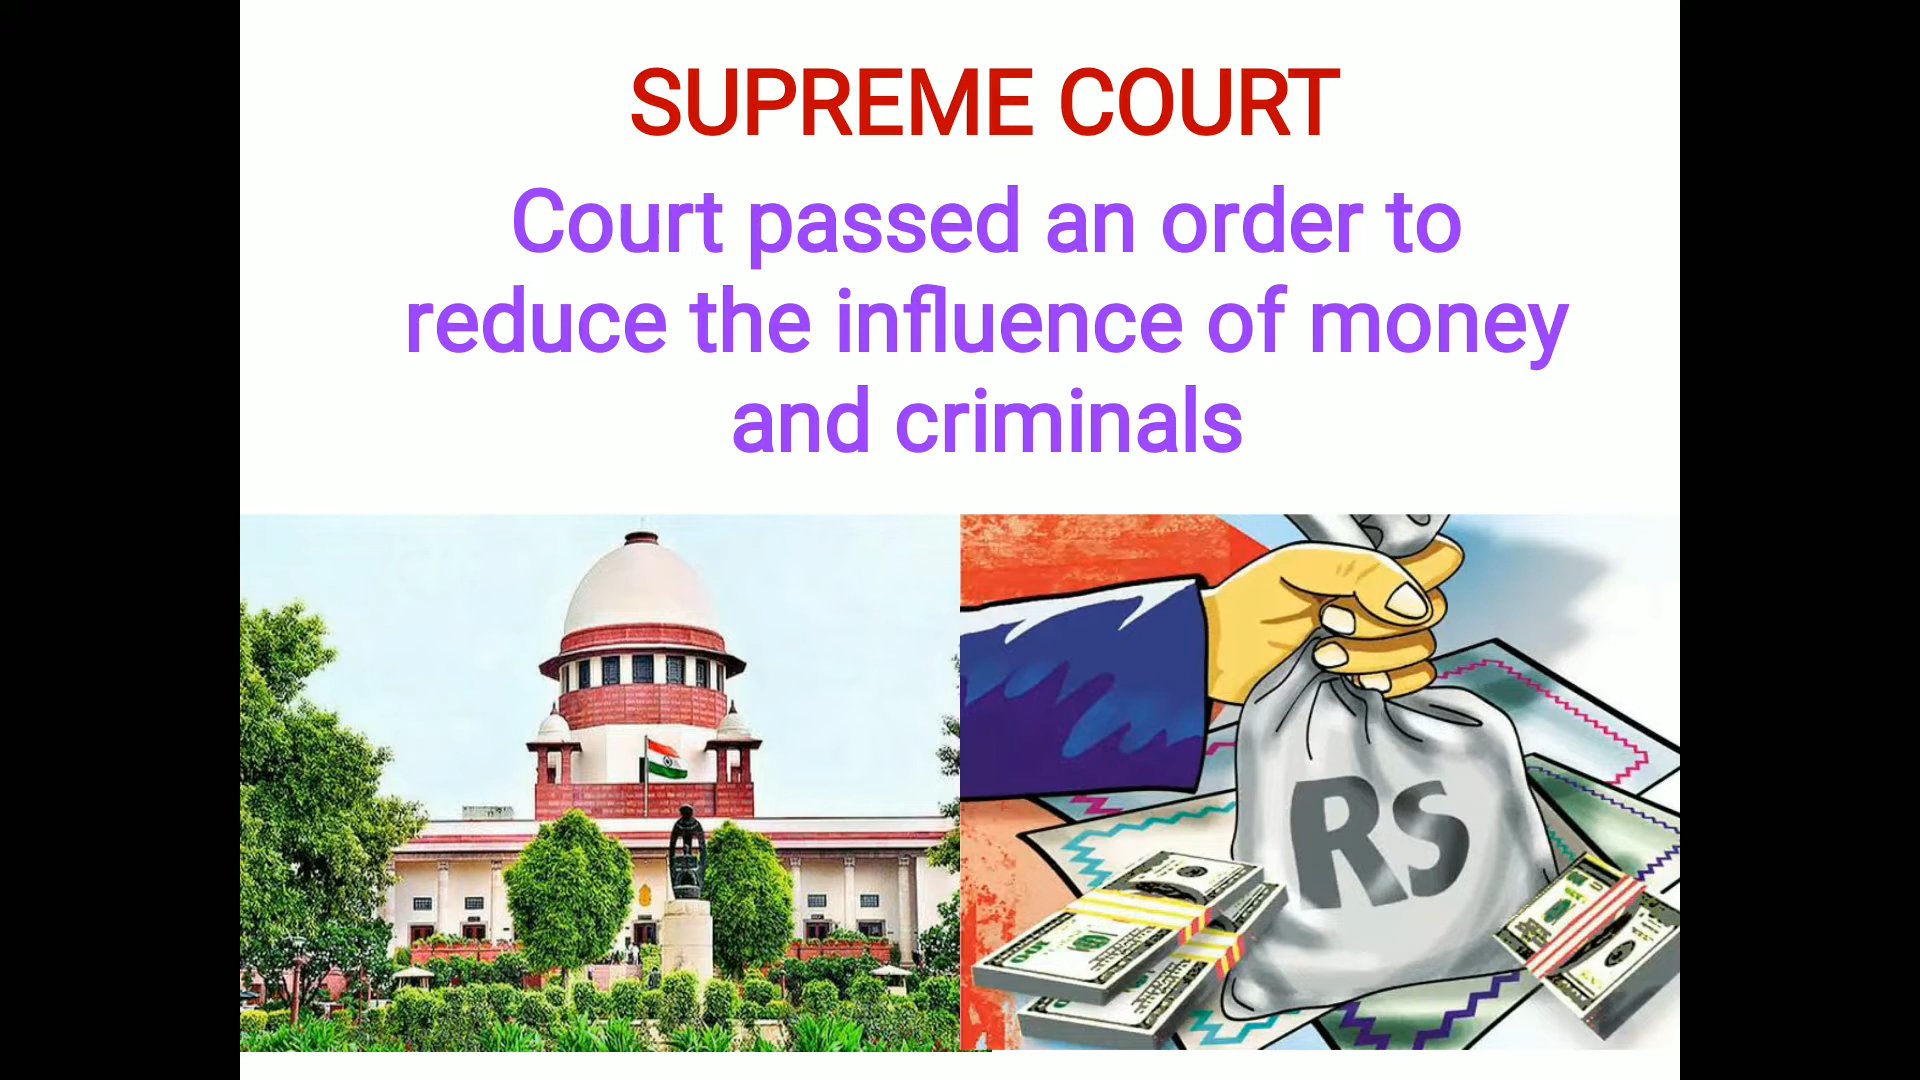 SUPREME COURT
Court passed an order to
reduce the influence of money
and criminals
RS